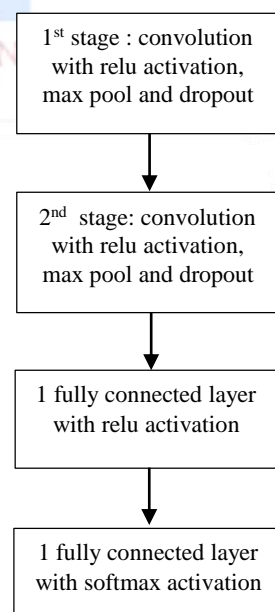 1st stage : convolution
with relu activation,
max pool and dropout
2nd stage: convolution
with relu activation,
max pool and dropout
1 fully connected layer
with relu activation
1 fully connected layer
with softmax activation